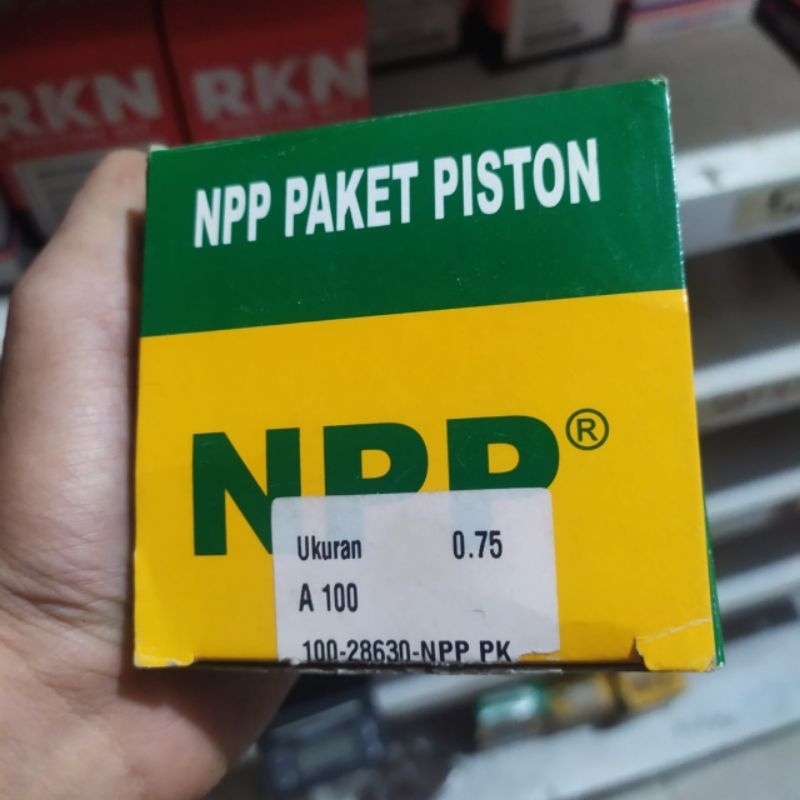 RKN
RKN
NPP PAKET PISTON
NPP®
Ukuran 0.75
A 100
100-28630-NPP PK